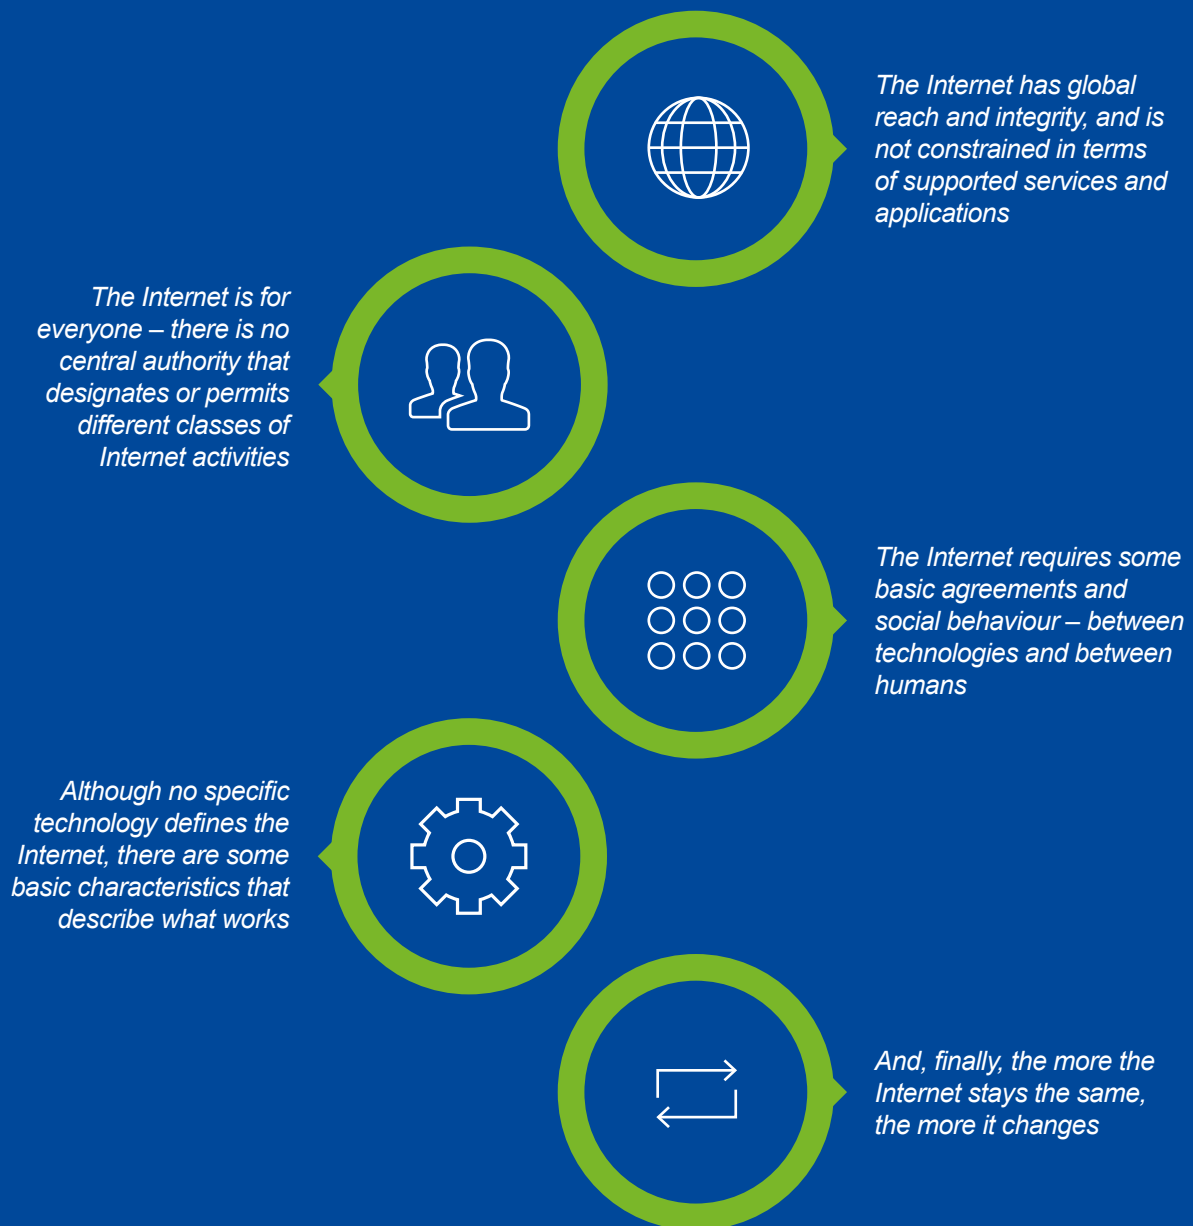 The Internet has global
reach and integrity, and is
not constrained in terms
of supported services and
applications
The Internet is for
everyone – there is no
central authority that
designates or permits
different classes of
Internet activities
The Internet requires some
basic agreements and
social behaviour – between
technologies and between
humans
Although no specific
technology defines the
Internet, there are some
basic characteristics that
describe what works
And, finally, the more the
Internet stays the same,
the more it changes